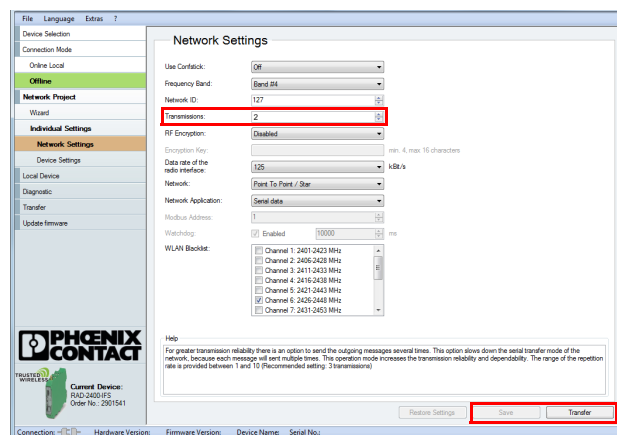 File Language Extras ?
Device Selection
Connection Mode
Online Local
Offline
Network Project
Wizard
Individual Settings
Network Settings
Device Settings
Local Device
Diagnostic
Transfer
Update firmware
PHŒNIX
CONTACT
TRUSTED
WIRELESS
Current Device:
RAD-2400-IFS
Order No.: 2901541
Network Settings
Use Confstick: Off
Frequency Band: Band #4
Network ID: 127
Transmissions: 2
RF Encryption: Disabled
Encryption Key: min. 4, max 16 characters
Data rate of the
radio interface: 125 kBit/s
Network: Point To Point / Star
Network Application: Serial data
Modbus Address: 1
Watchdog: Enabled 10000 ms
WLAN Blacklist:
Channel 1: 2401-2423 MHz
Channel 2: 2406-2428 MHz
Channel 3: 2411-2433 MHz
Channel 4: 2416-2438 MHz
Channel 5: 2421-2443 MHz
Channel 6: 2426-2448 MHz
Channel 7: 2431-2453 MHz
Help
For greater transmission reliability there is an option to send the outgoing messages several times. This option slows down the serial transfer mode of the
network, because each message will sent multiple times. This operation mode increases the transmission reliability and dependability. The range of the repetition
rate is provided between 1 and 10 (Recommended setting: 3 transmissions)
Restore Settings Save Transfer
Connection: Hardware Version: Firmware Version: Device Name: Serial No.: